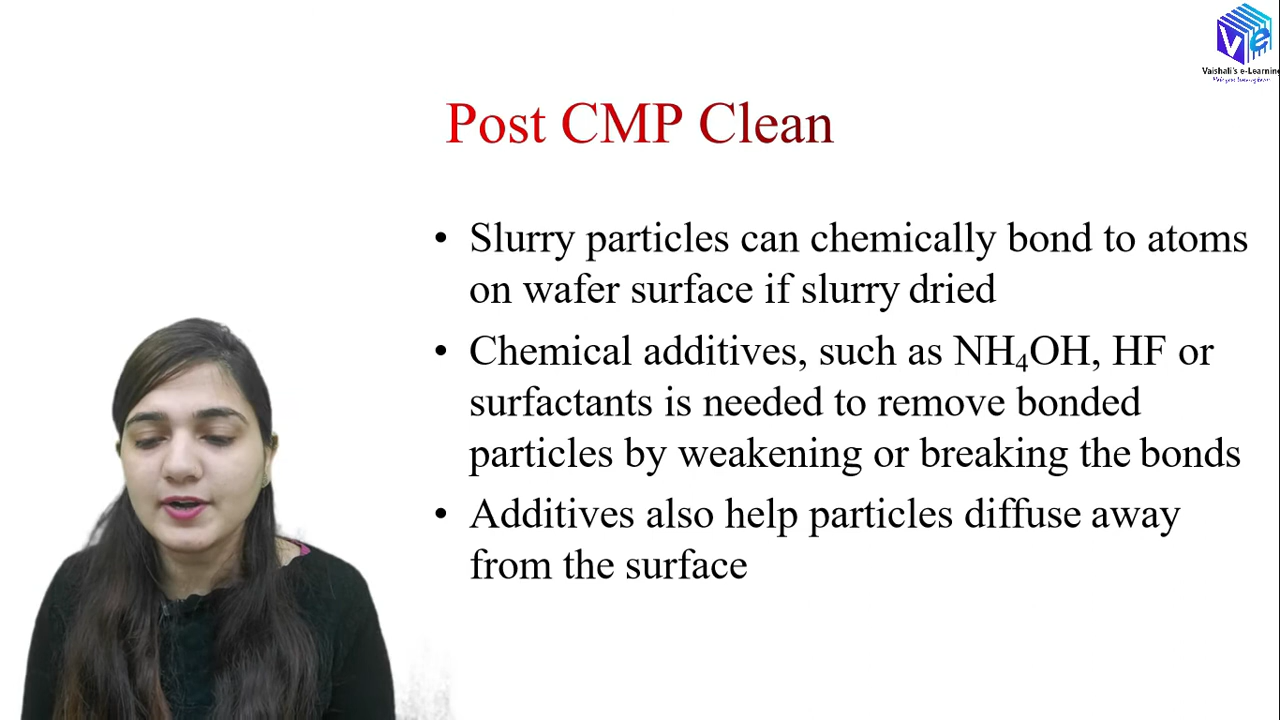 Ve
Vaishali's e-Learning
Post CMP Clean
• Slurry particles can chemically bond to atoms
on wafer surface if slurry dried
• Chemical additives, such as NH₄OH, HF or
surfactants is needed to remove bonded
particles by weakening or breaking the bonds
• Additives also help particles diffuse away
from the surface